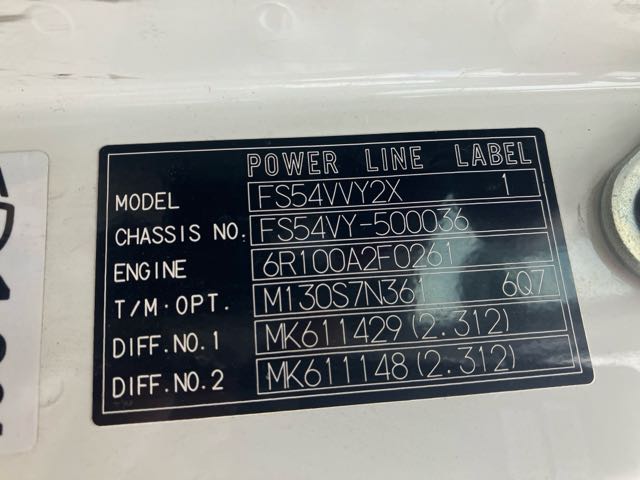 POWER LINE LABEL
MODEL FS54VVY2X 1
CHASSIS NO. FS54VY-500036
ENGINE 6R100A2F0261
T/M·OPT. M130S7N361 6Q7
DIFF.NO.1 MK611429(2.312)
DIFF.NO.2 MK611148(2.312)